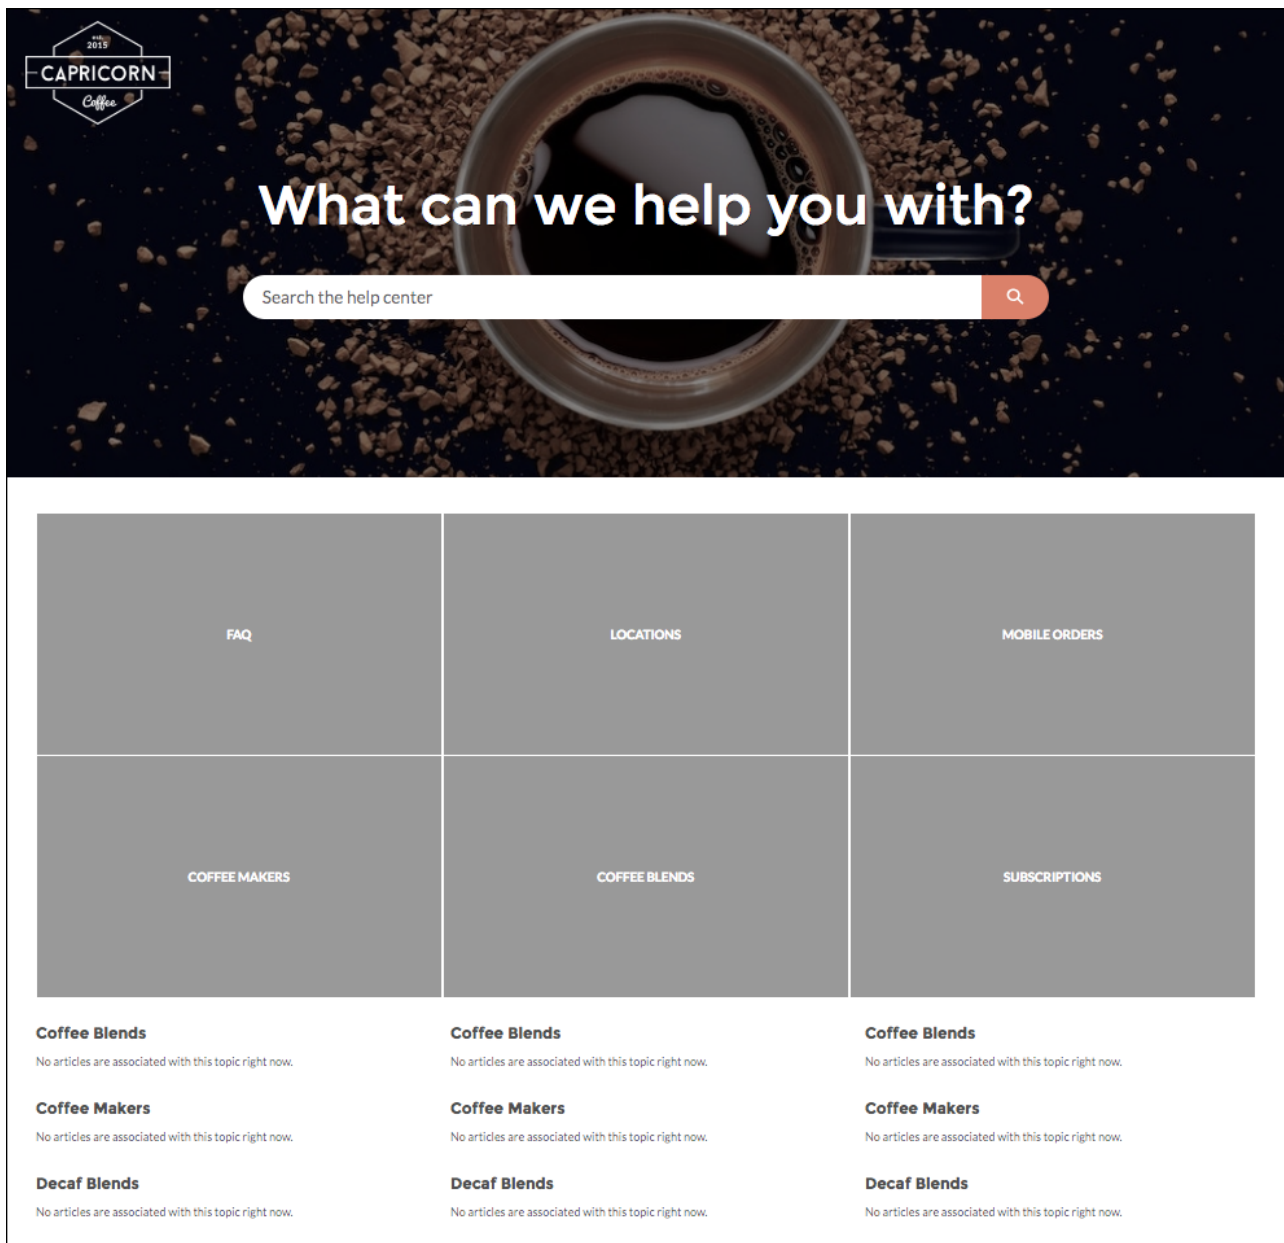 2015
CAPRICORN
Coffee
What can we help you with?
Search the help center
FAQ
LOCATIONS
MOBILE ORDERS
COFFEE MAKERS
COFFEE BLENDS
SUBSCRIPTIONS
Coffee Blends
Coffee Blends
Coffee Blends
No articles are associated with this topic right now.
No articles are associated with this topic right now.
No articles are associated with this topic right now.
Coffee Makers
Coffee Makers
Coffee Makers
No articles are associated with this topic right now.
No articles are associated with this topic right now.
No articles are associated with this topic right now.
Decaf Blends
Decaf Blends
Decaf Blends
No articles are associated with this topic right now.
No articles are associated with this topic right now.
No articles are associated with this topic right now.